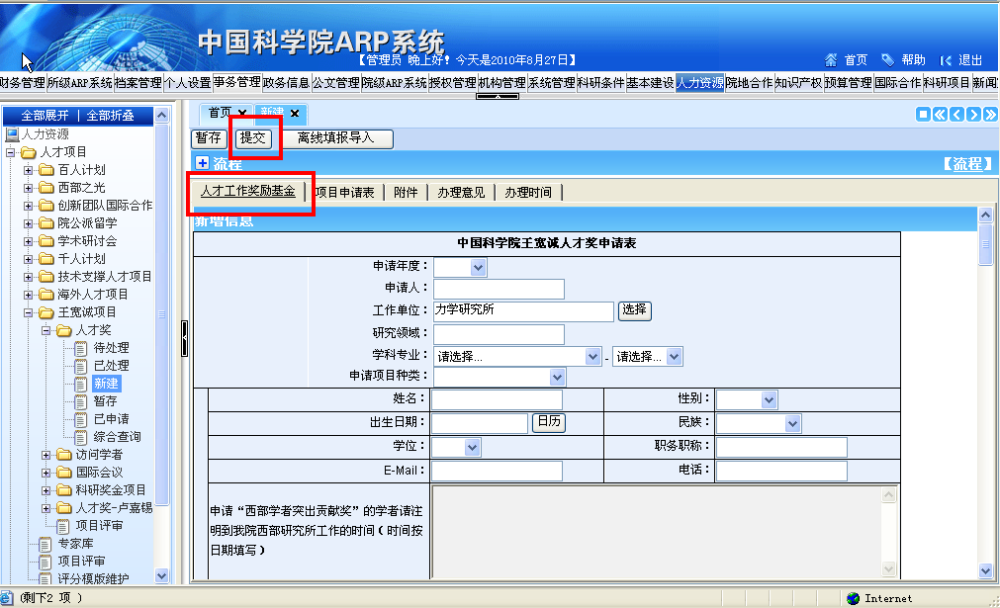 中国科学院ARP系统
【管理员 晚上好! 今天是2010年8月27日】
首页 帮助 退出
财务管理 所级ARP系统 档案管理 个人设置 事务管理 政务信息 公文管理 院级ARP系统 授权管理 机构管理 系统管理 科研条件 基本建设 人力资源 院地合作 知识产权 预算管理 国际合作 科研项目 新闻
全部展开 | 全部折叠
人力资源
人才项目
百人计划
西部之光
创新团队国际合作
院公派留学
学术研讨会
千人计划
技术支撑人才项目
海外人才项目
王宽诚项目
人才奖
待处理
已处理
新建
暂存
已申请
综合查询
访问学者
国际会议
科研奖金项目
人才奖-卢嘉锡
项目评审
专家库
项目评审
评分模版维护
首页 新建
暂存 提交 离线填报导入
流程 【流程】
人才工作奖励基金 项目申请表 附件 办理意见 办理时间
新增信息
中国科学院王宽诚人才奖申请表
申请年度：
申请人：
工作单位： 力学研究所 选择
研究领域：
学科专业： 请选择... - 请选择...
申请项目种类：
姓名： 性别：
出生日期： 日历 民族：
学位： 职务职称：
E-Mail： 电话：
申请“西部学者突出贡献奖”的学者请注
明到我院西部研究所工作的时间（时间按
日期填写）
(剩下2 项 ) Internet